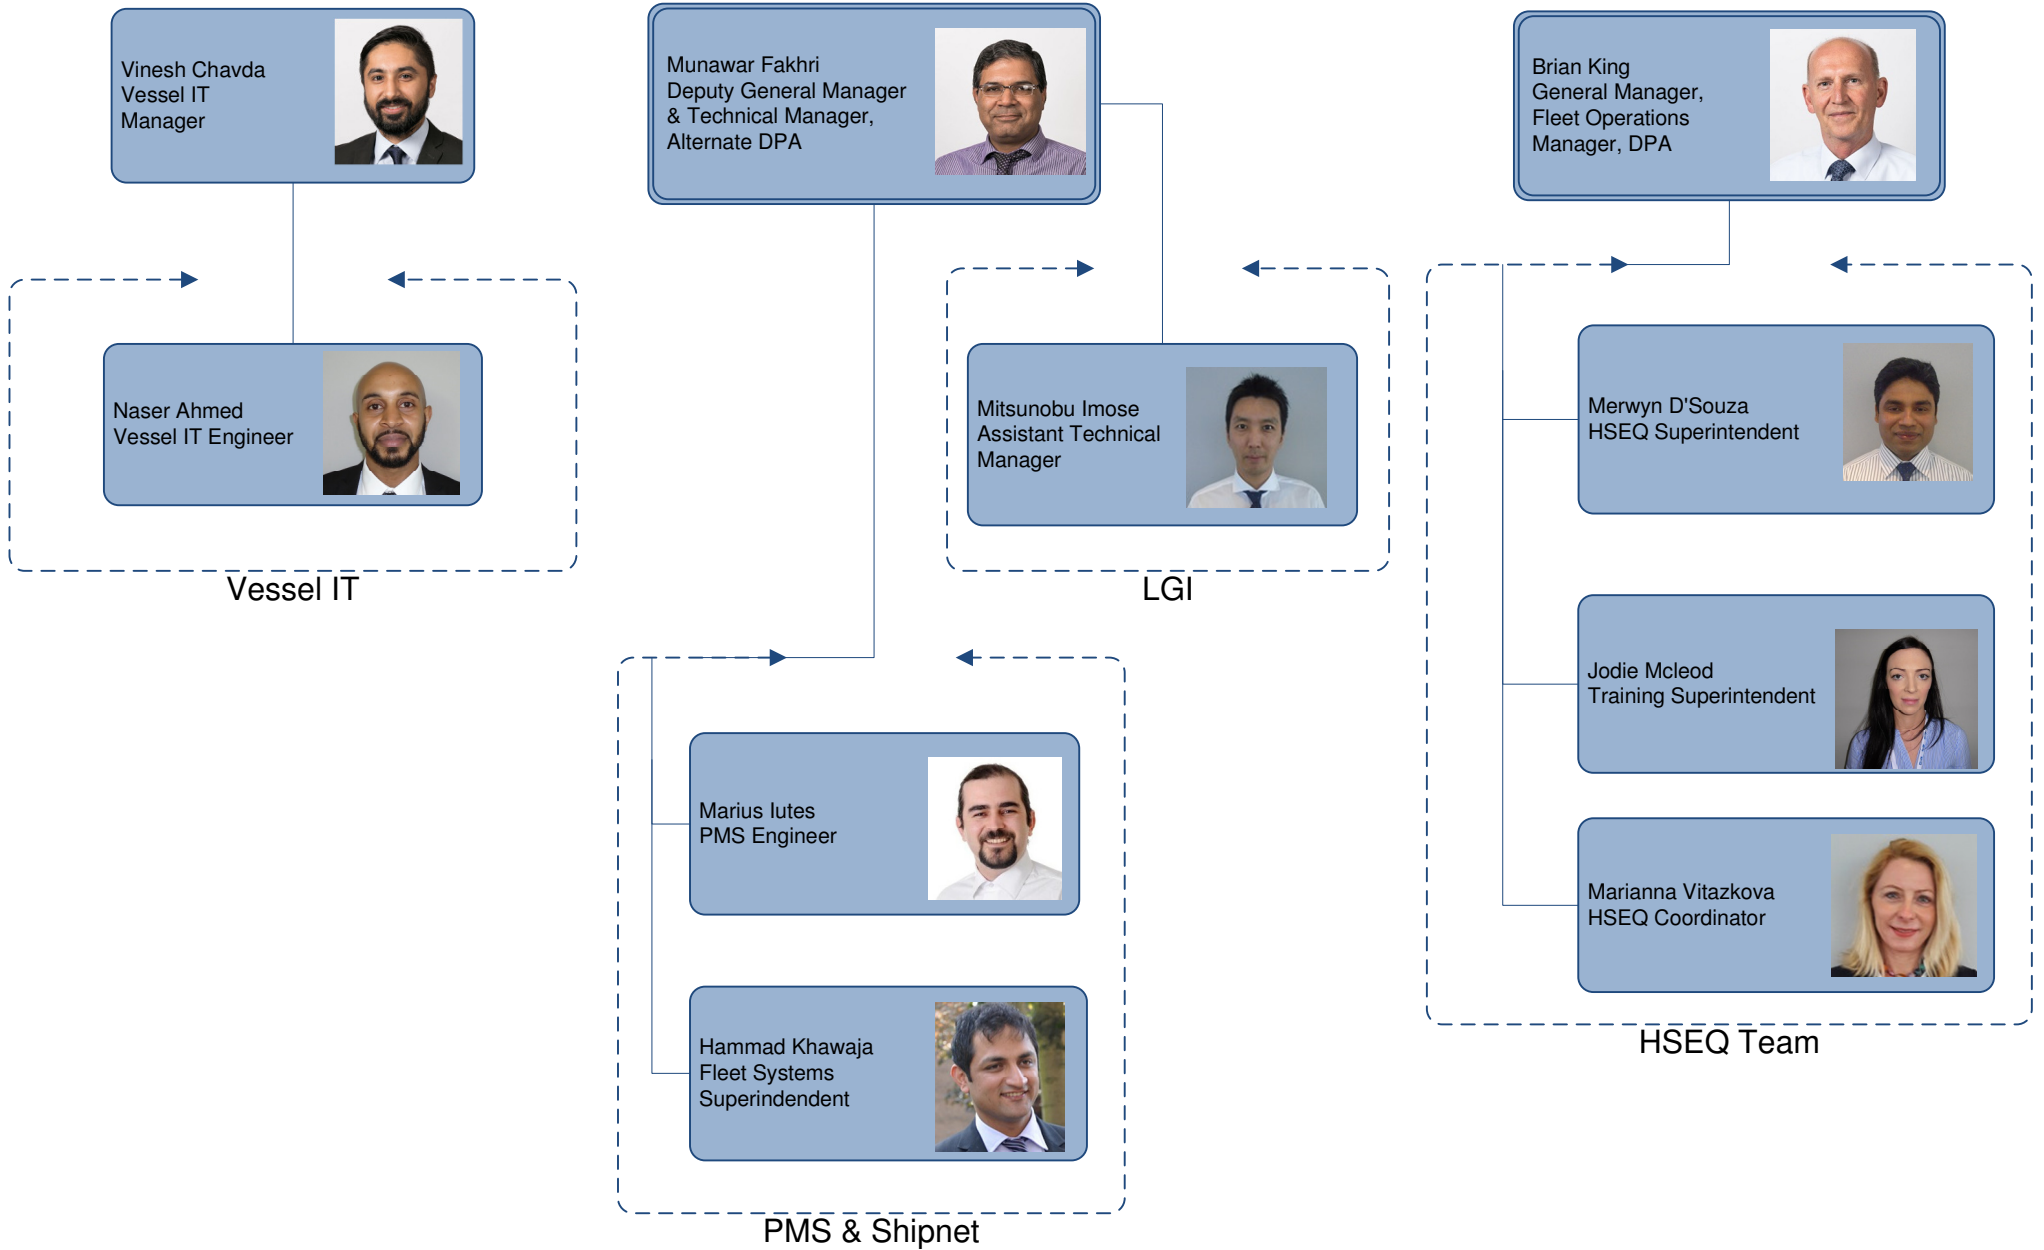 Vinesh Chavda
Vessel IT
Manager
Munawar Fakhri
Deputy General Manager
& Technical Manager,
Alternate DPA
Brian King
General Manager,
Fleet Operations
Manager, DPA
Naser Ahmed
Vessel IT Engineer
Vessel IT
Mitsunobu Imose
Assistant Technical
Manager
LGI
Merwyn D'Souza
HSEQ Superintendent
Jodie Mcleod
Training Superintendent
Marianna Vitazkova
HSEQ Coordinator
HSEQ Team
Marius Iutes
PMS Engineer
Hammad Khawaja
Fleet Systems
Superindendent
PMS & Shipnet